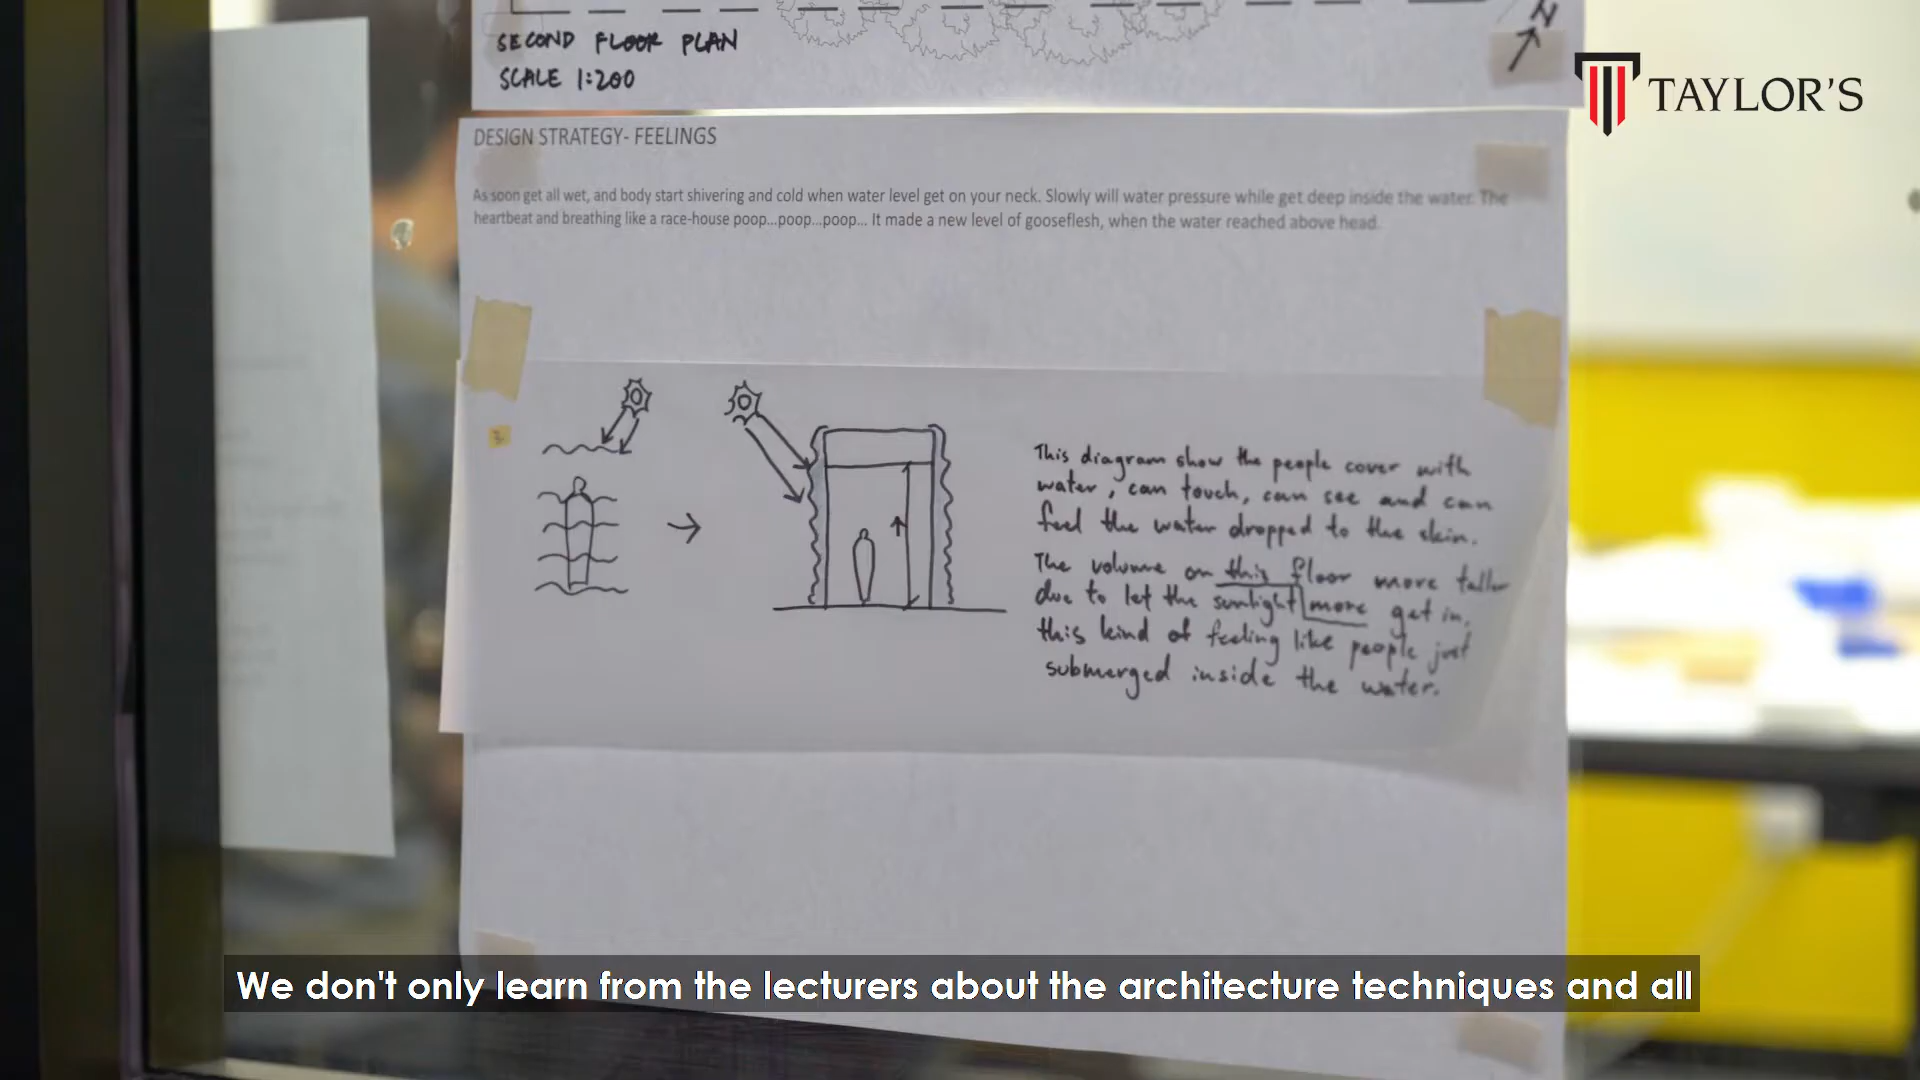 SECOND FLOOR PLAN
SCALE 1:200
N
TAYLOR'S
DESIGN STRATEGY- FEELINGS
As soon get all wet, and body start shivering and cold when water level get on your neck. Slowly will water pressure while get deep inside the water. The
heartbeat and breathing like a race-house poop...poop...poop... It made a new level of gooseflesh, when the water reached above head.
3.
This diagram show the people cover with
water, can touch, can see and can
feel the water dropped to the skin.
The volume on this floor more taller
due to let the sunlight more get in,
this kind of feeling like people just
submerged inside the water.
We don't only learn from the lecturers about the architecture techniques and all